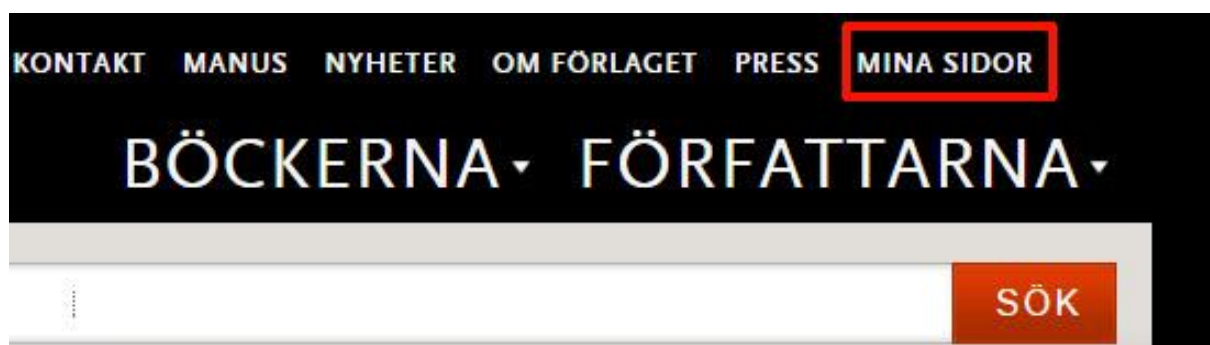 KONTAKT MANUS NYHETER OM FÖRLAGET PRESS MINA SIDOR
BÖCKERNA FÖRFATTARNA
SÖK